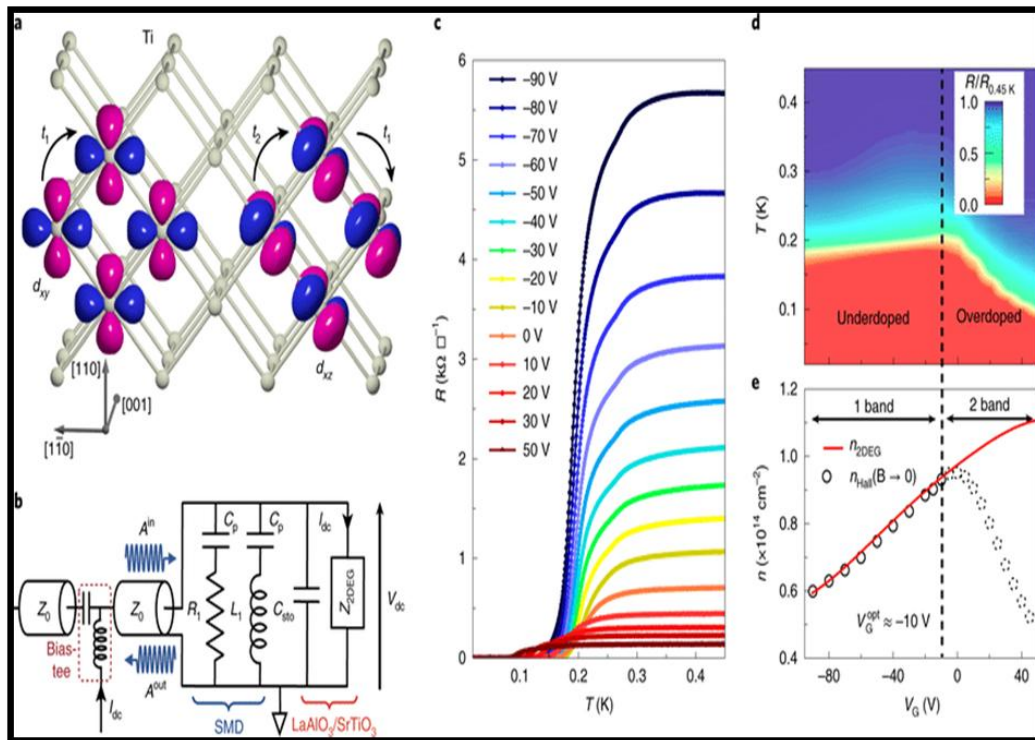 a
Ti
t1
t2
t1
dxy
dxz
[110]
[001]
[11̅0]
b
Ain
Cp
Cp
Idc
Z0
Z0
R1
L1
Csto
Z2DEG
Vdc
Bias-
tee
Aout
Idc
SMD
LaAlO3/SrTiO3
c
6
5
4
3
2
1
0
R (kΩ □−1)
−90 V
−80 V
−70 V
−60 V
−50 V
−40 V
−30 V
−20 V
−10 V
0 V
10 V
20 V
30 V
50 V
0.1 0.2 0.3 0.4
T (K)
d
R/R0.45 K
1.0
0.5
0.0
0.4
0.3
0.2
0.1
T (K)
Underdoped
Overdoped
e
1.2
1.0
0.8
0.6
0.4
n (×10^14 cm−2)
1 band
2 band
n2DEG
nHall(B → 0)
VGopt ≈ −10 V
−80 −40 0 40
VG (V)